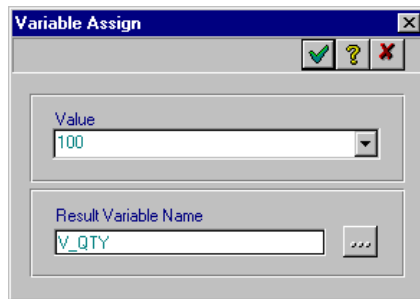 Variable Assign
Value
100
Result Variable Name
V_QTY
...